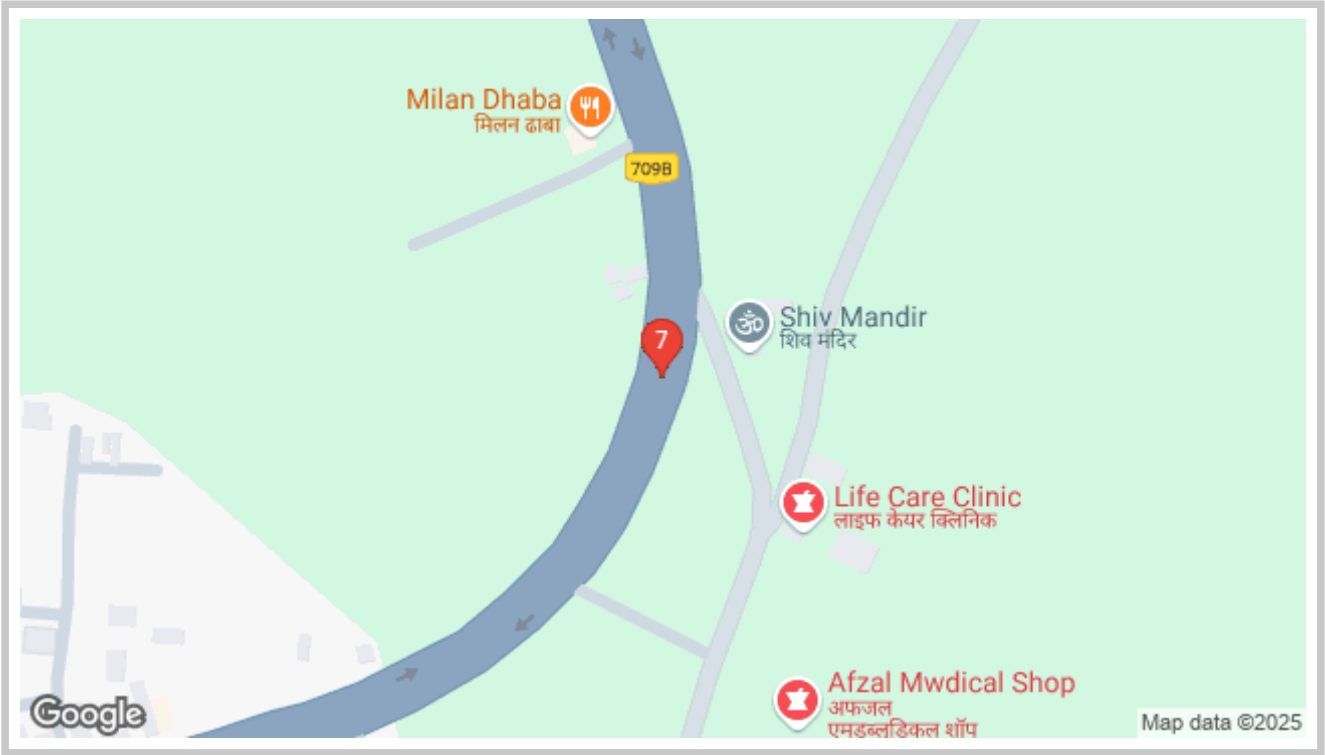 Milan Dhaba
मिलन ढाबा
709B
Shiv Mandir
शिव मंदिर
7
Life Care Clinic
लाइफ केयर क्लिनिक
Afzal Mwdical Shop
अफजल
एमडब्लडिकल शॉप
Google
Map data ©2025